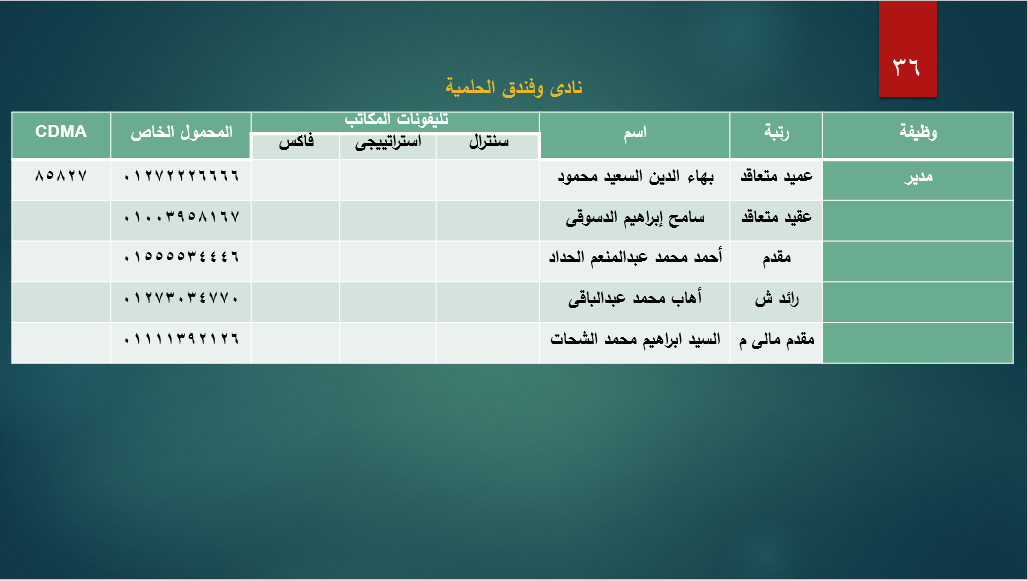 ٣٦
نادى وفندق الحلمية
وظيفة رتبة اسم تليفونات المكاتب المحمول الخاص CDMA
سنترال استراتييجى فاكس
مدير عميد متعاقد بهاء الدين السعيد محمود ٠١٢٧٢٢٢٦٦٦٦ ٨٥٨٢٧
عقيد متعاقد سامح إبراهيم الدسوقى ٠١٠٠٣٩٥٨١٦٧
مقدم أحمد محمد عبدالمنعم الحداد ٠١٥٥٥٥٣٤٤٤٦
رائد ش أهاب محمد عبدالباقى ٠١٢٧٣٠٣٤٧٧٠
مقدم مالى م السيد ابراهيم محمد الشحات ٠١١١١٣٩٢١٢٦